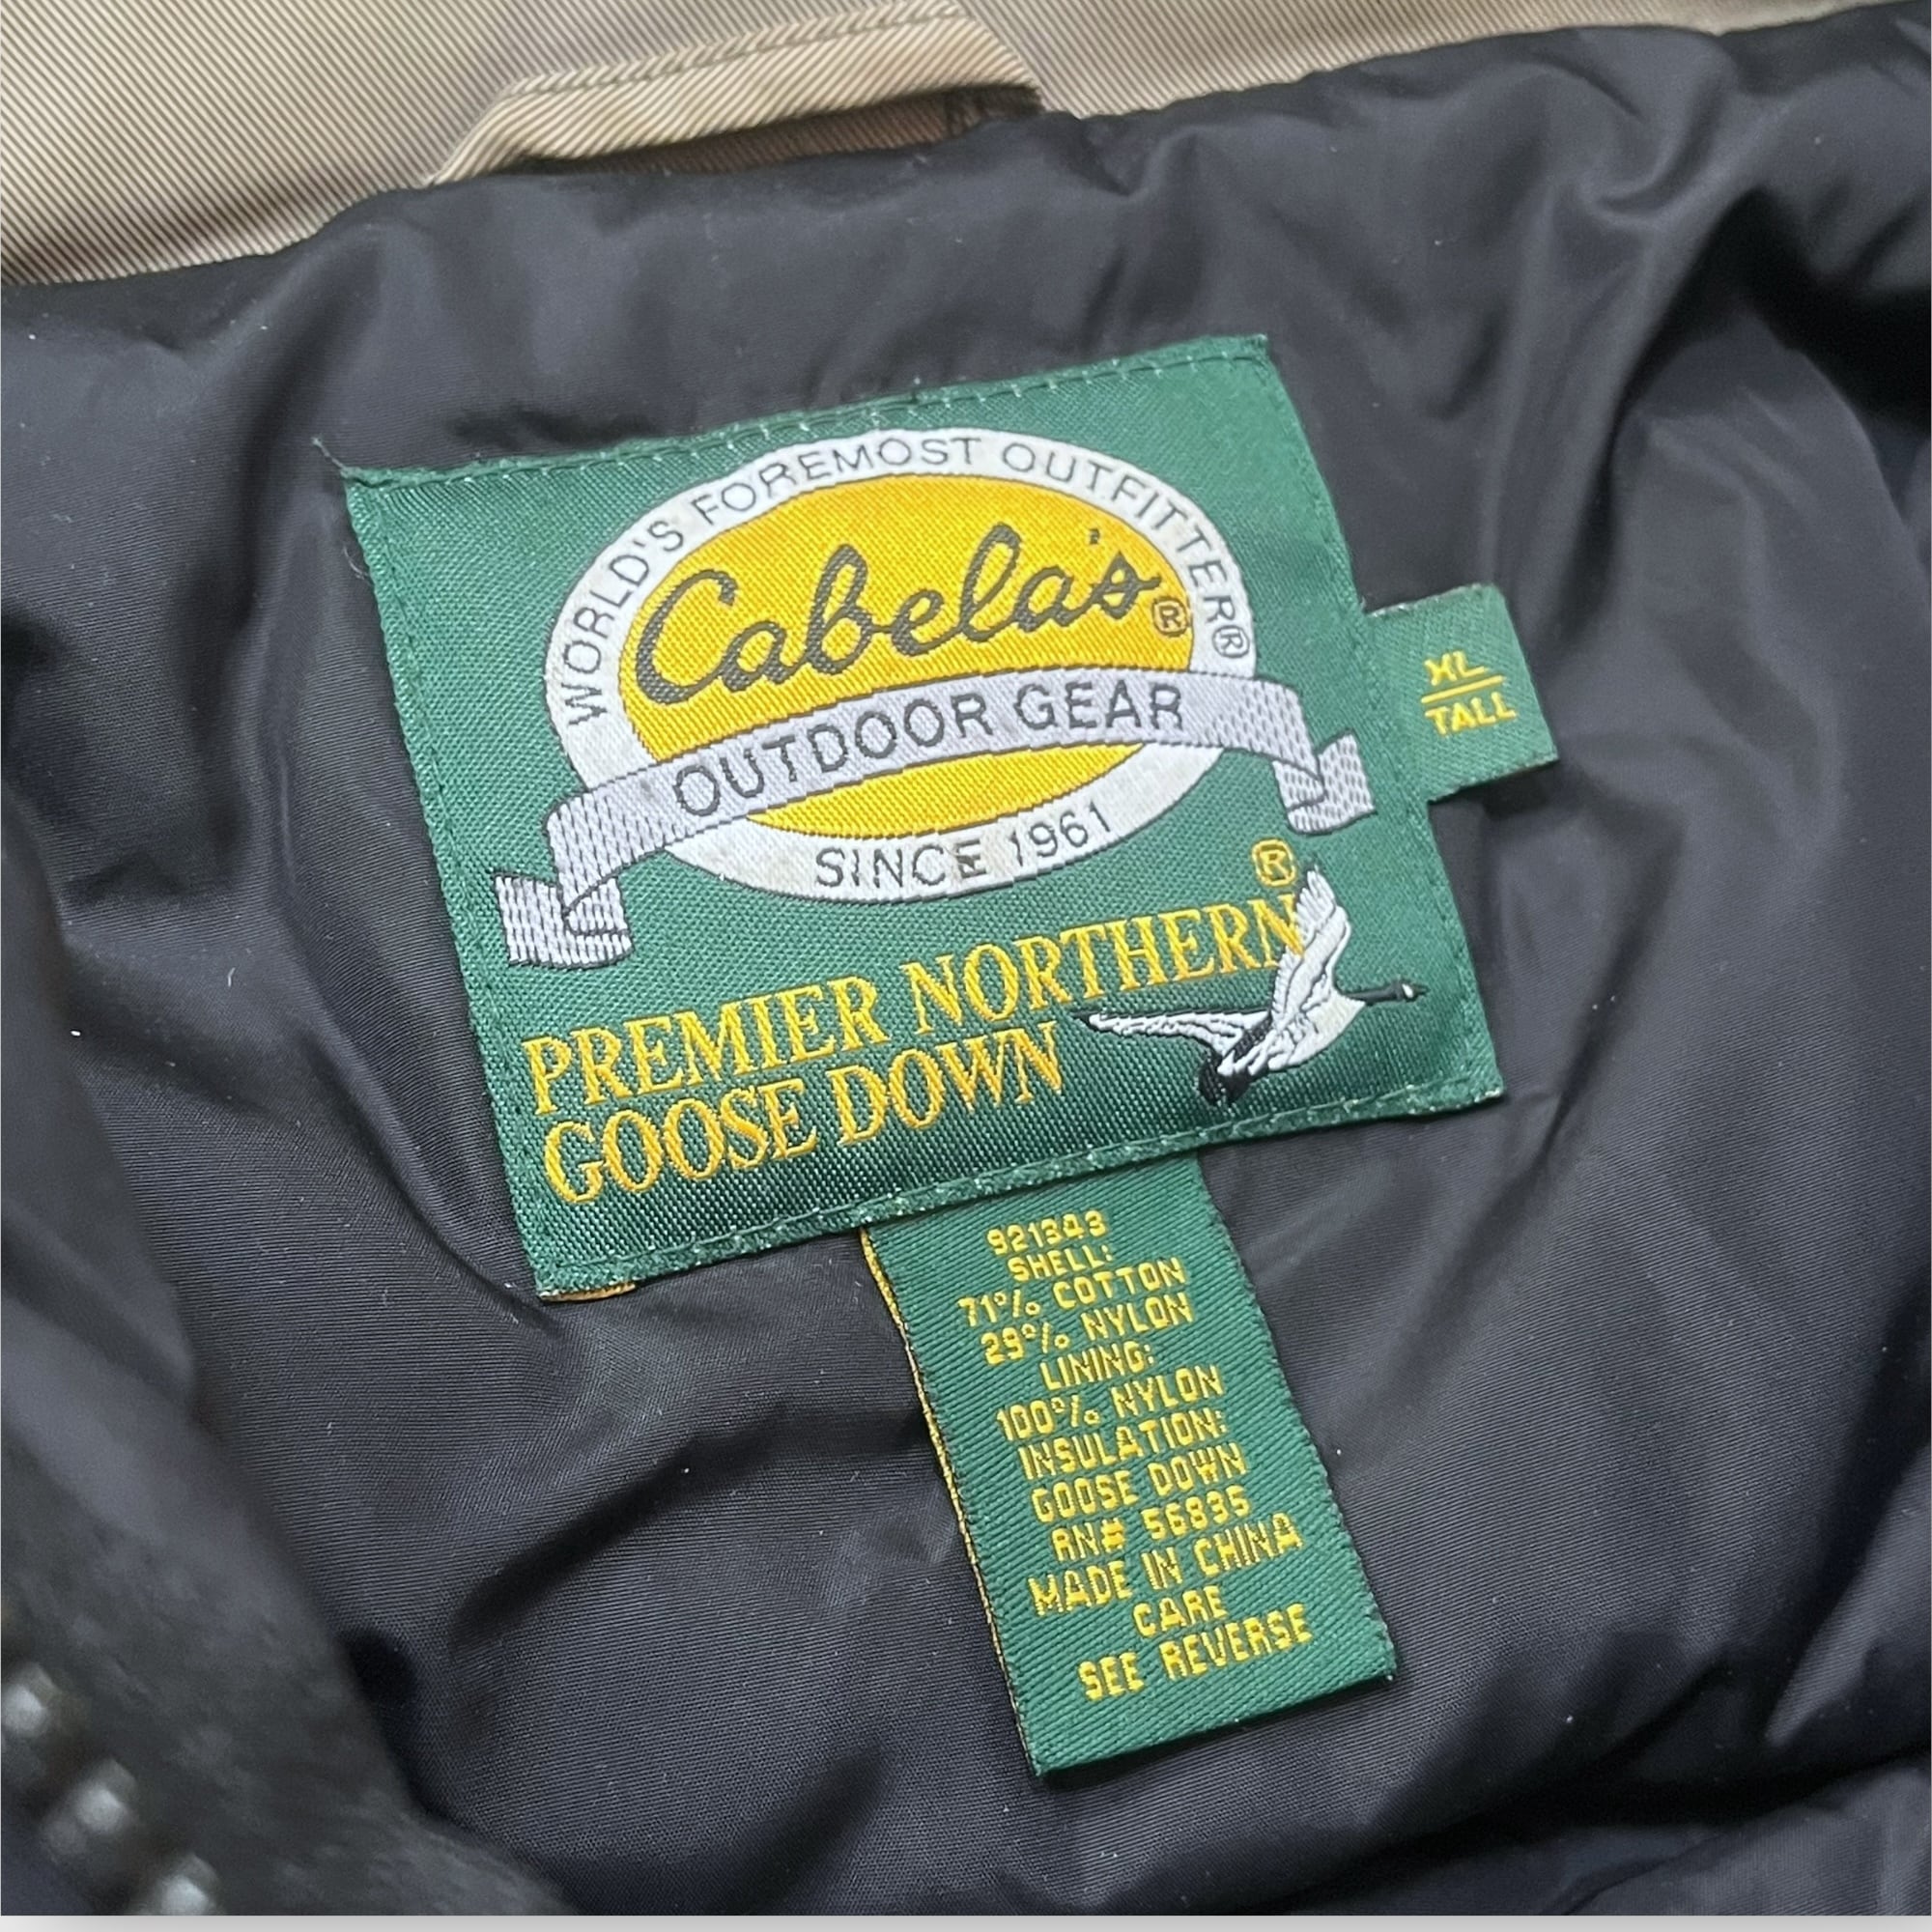 WORLD'S FOREMOST OUTFITTER®
Cabela's®
OUTDOOR GEAR
SINCE 1961
PREMIER NORTHERN®
GOOSE DOWN
XL
TALL
921343
SHELL:
71% COTTON
29% NYLON
LINING:
100% NYLON
INSULATION:
GOOSE DOWN
RN# 56835
MADE IN CHINA
CARE
SEE REVERSE